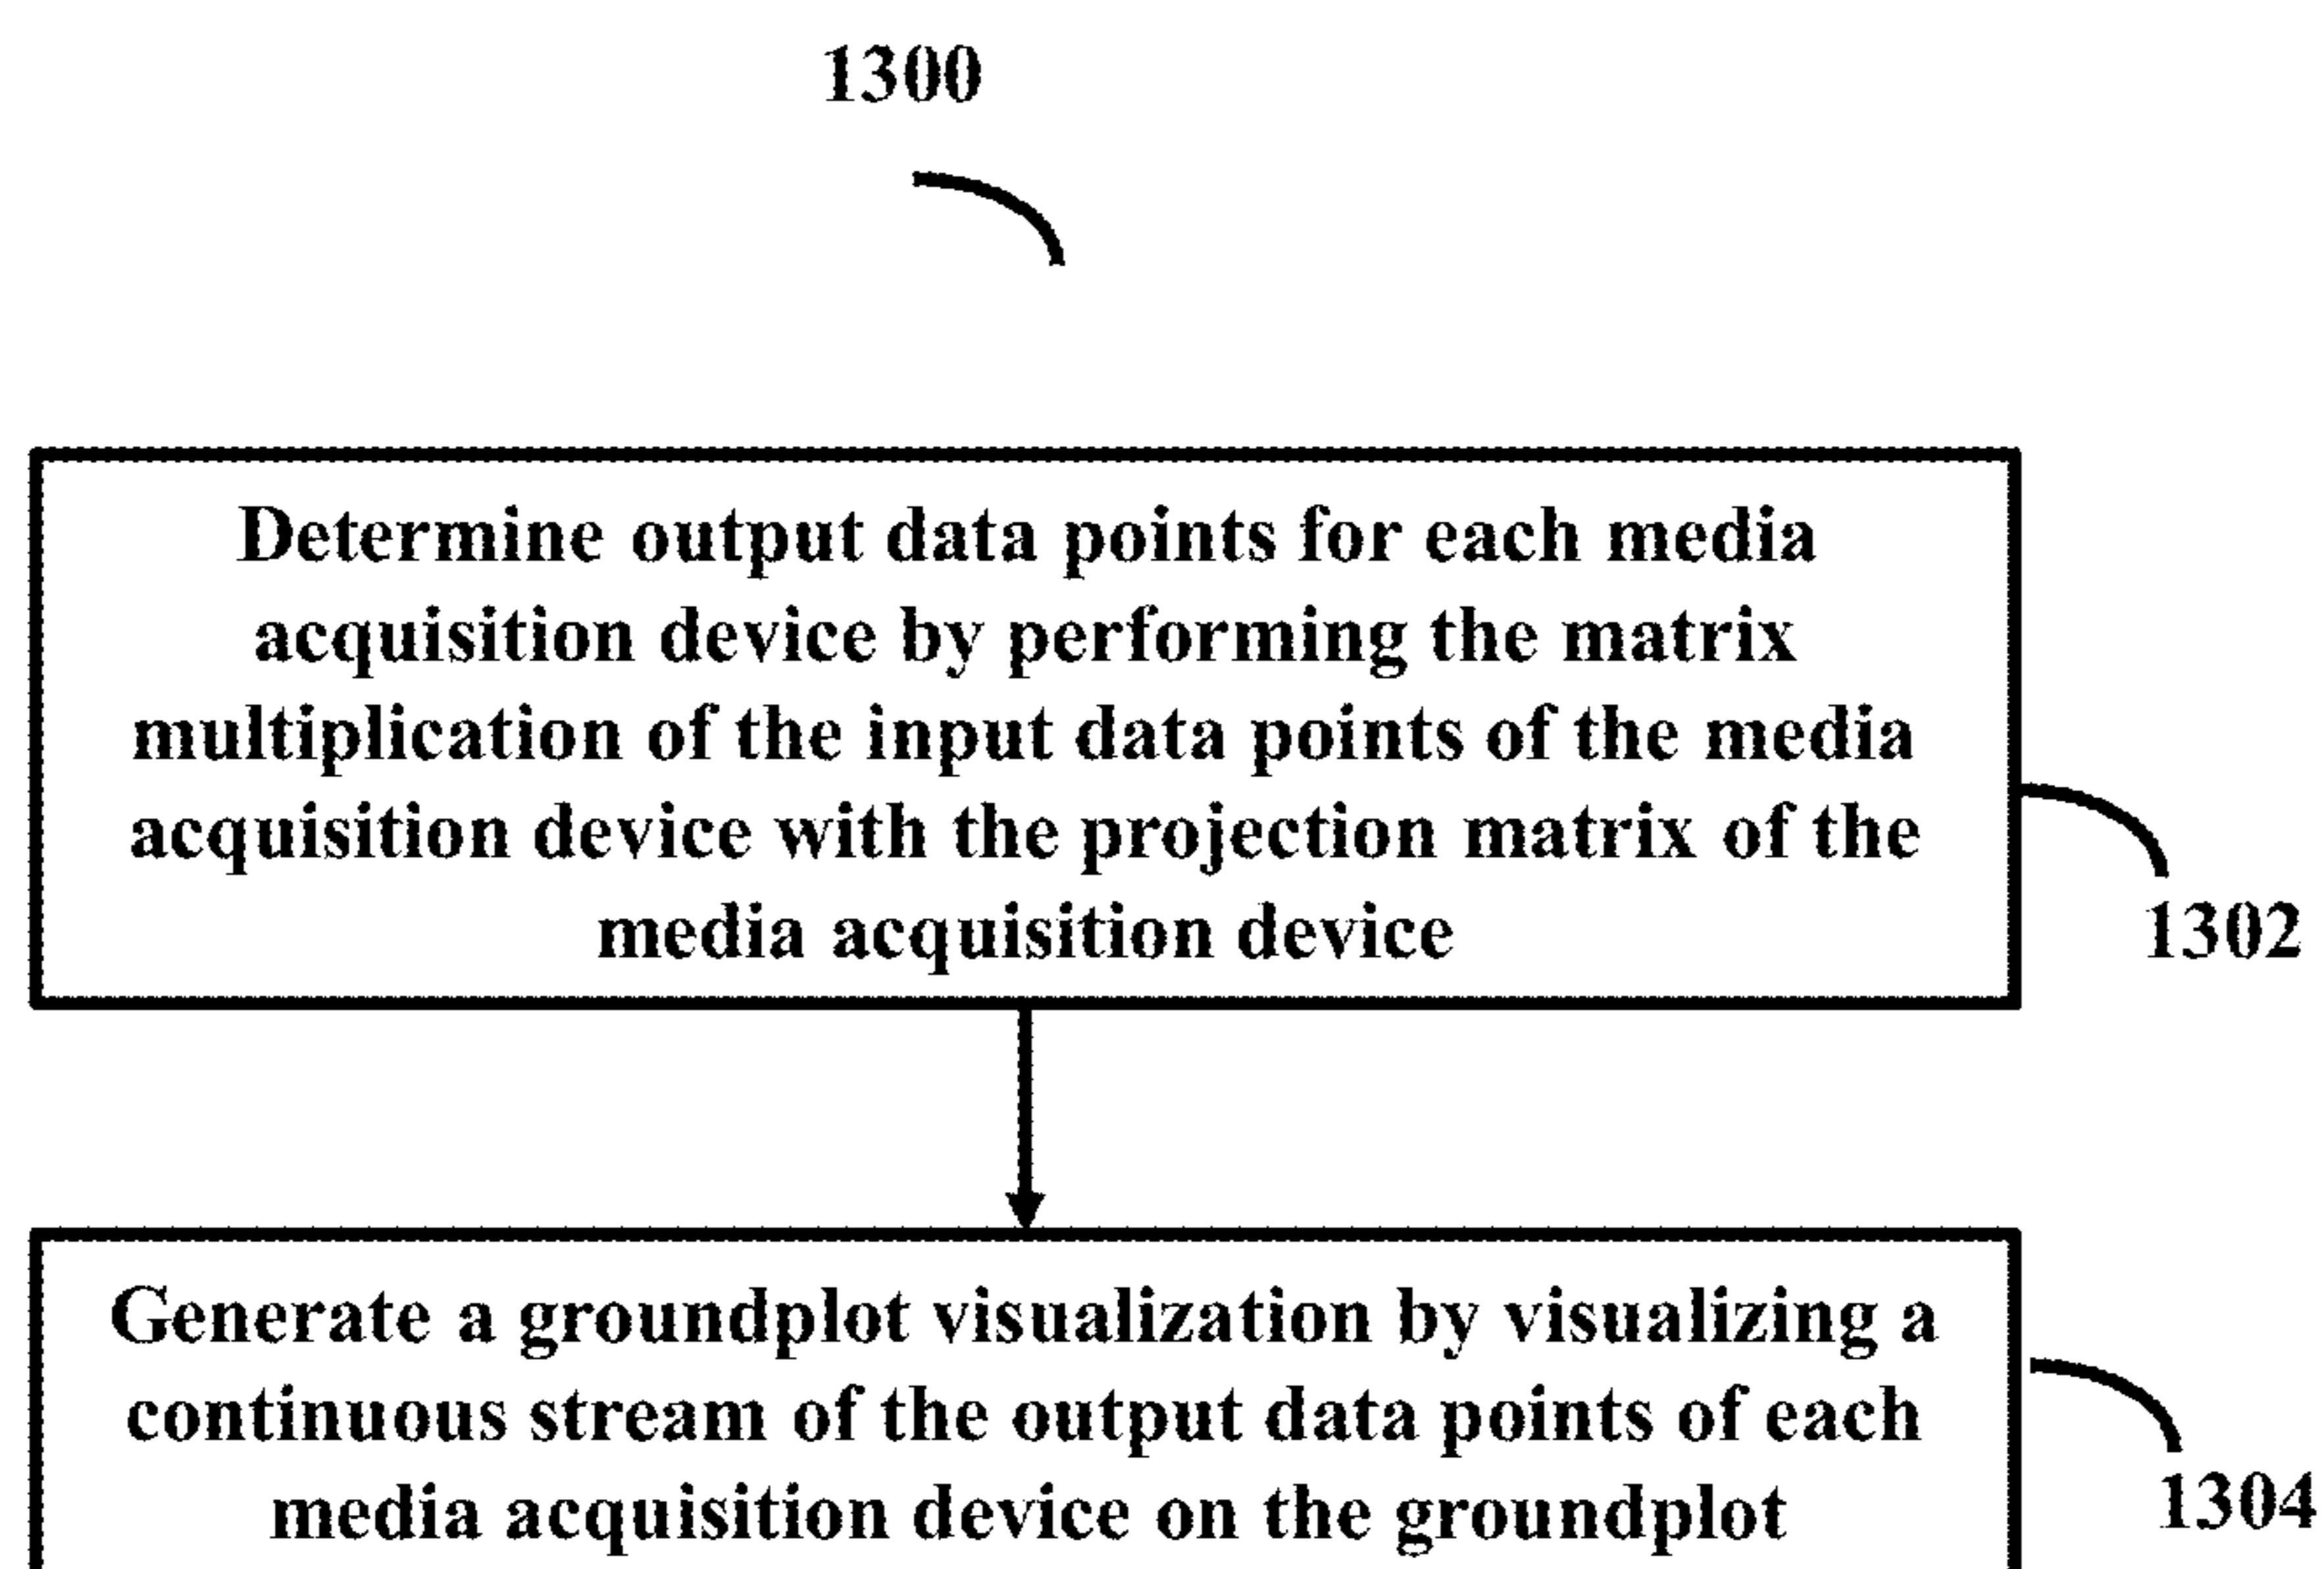 1300
Determine output data points for each media
acquisition device by performing the matrix
multiplication of the input data points of the media
acquisition device with the projection matrix of the
media acquisition device
1302
Generate a groundplot visualization by visualizing a
continuous stream of the output data points of each
media acquisition device on the groundplot
1304